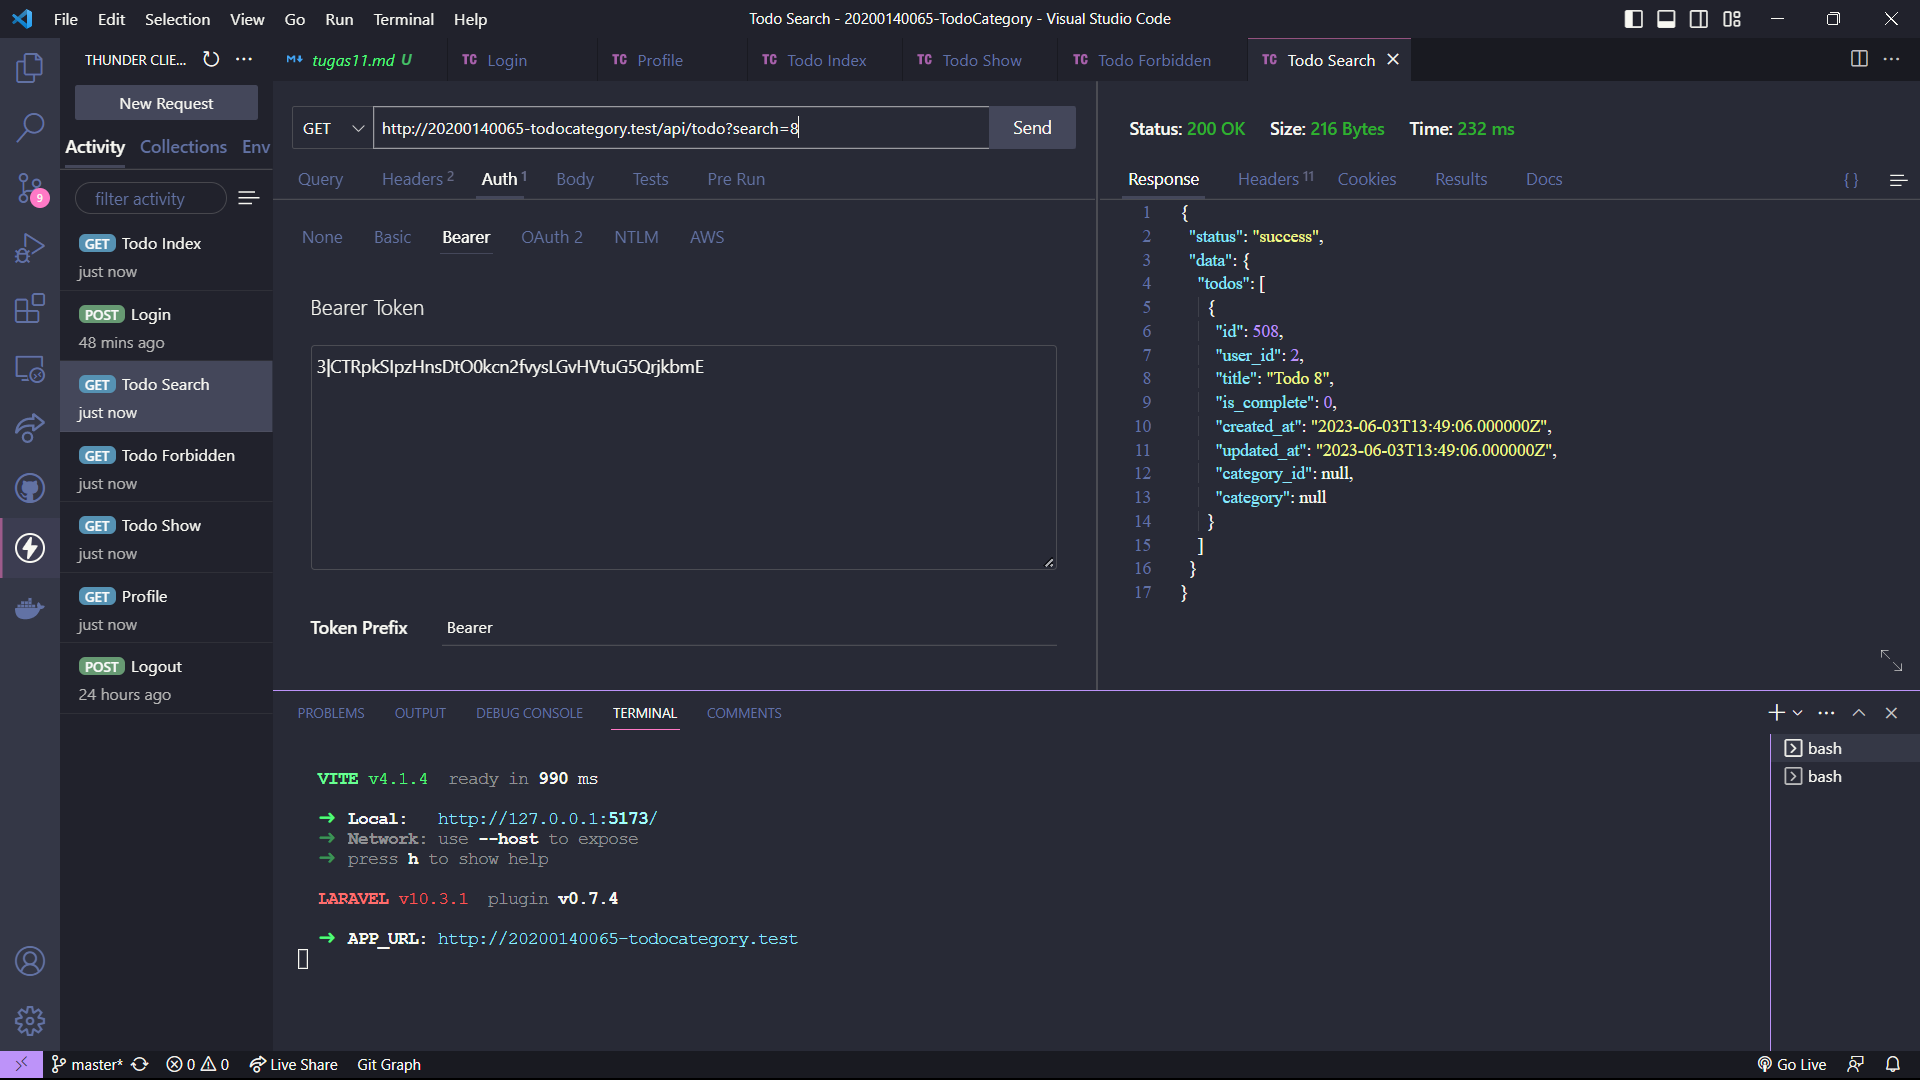 File Edit Selection View Go Run Terminal Help
Todo Search - 20200140065-TodoCategory - Visual Studio Code
THUNDER CLIE...
tugas11.md U
TC Login
TC Profile
TC Todo Index
TC Todo Show
TC Todo Forbidden
TC Todo Search
New Request
Activity Collections Env
filter activity
GET Todo Index
just now
POST Login
48 mins ago
GET Todo Search
just now
GET Todo Forbidden
just now
GET Todo Show
just now
GET Profile
just now
POST Logout
24 hours ago
9
GET http://20200140065-todocategory.test/api/todo?search=8 Send
Query Headers 2 Auth 1 Body Tests Pre Run
None Basic Bearer OAuth 2 NTLM AWS
Bearer Token
3|CTRpkSIpzHnsDtO0kcn2fvysLGvHVtuG5QrjkbmE
Token Prefix Bearer
Status: 200 OK Size: 216 Bytes Time: 232 ms
Response Headers 11 Cookies Results Docs { }
1 {
2 "status": "success",
3 "data": {
4 "todos": [
5 {
6 "id": 508,
7 "user_id": 2,
8 "title": "Todo 8",
9 "is_complete": 0,
10 "created_at": "2023-06-03T13:49:06.000000Z",
11 "updated_at": "2023-06-03T13:49:06.000000Z",
12 "category_id": null,
13 "category": null
14 }
15 ]
16 }
17 }
PROBLEMS OUTPUT DEBUG CONSOLE TERMINAL COMMENTS
VITE v4.1.4 ready in 990 ms
➜ Local: http://127.0.0.1:5173/
➜ Network: use --host to expose
➜ press h to show help
LARAVEL v10.3.1 plugin v0.7.4
➜ APP_URL: http://20200140065-todocategory.test
bash
bash
master* 0 0 Live Share Git Graph
Go Live